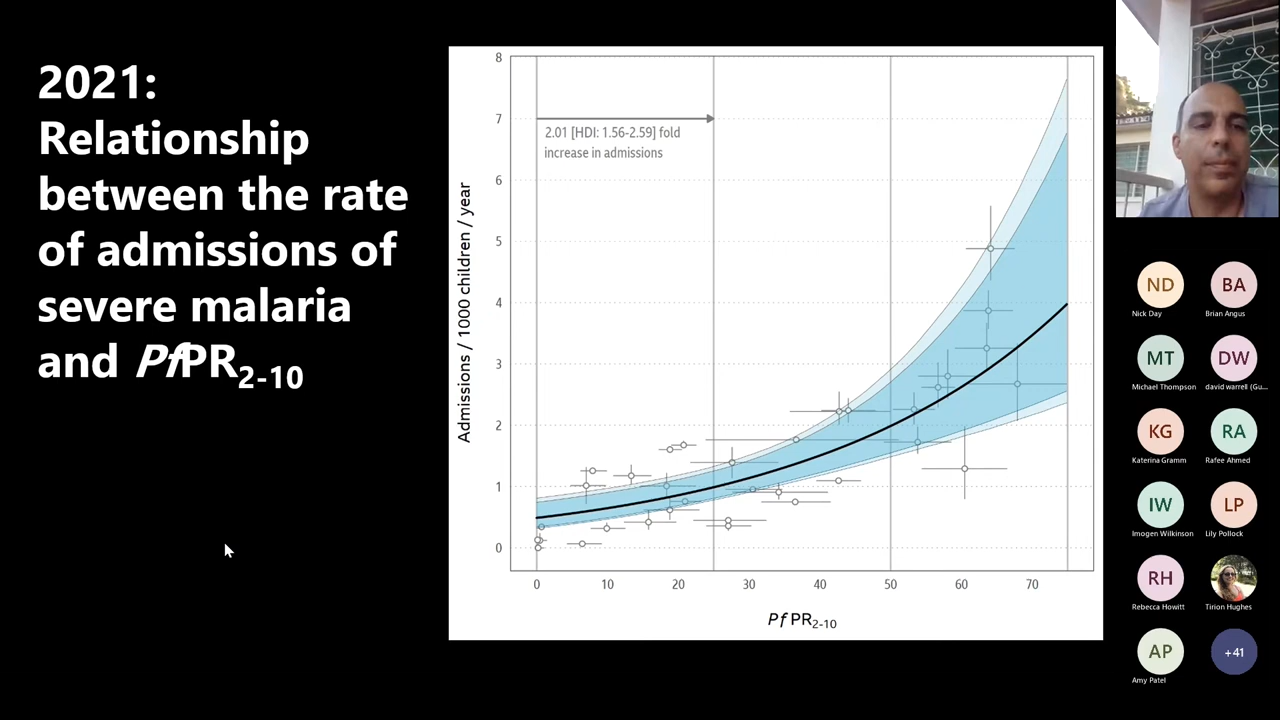 2021:
Relationship
between the rate
of admissions of
severe malaria
and PfPR2-10
8
7
6
5
4
3
2
1
0
Admissions / 1000 children / year
2.01 [HDI: 1.56-2.59] fold
increase in admissions
0 10 20 30 40 50 60 70
Pf PR2-10
ND BA
Nick Day Brian Angus
MT DW
Michael Thompson david warrell (Gu...
KG RA
Katerina Gramm Rafee Ahmed
IW LP
Imogen Wilkinson Lily Pollock
RH
Rebecca Howitt Tirion Hughes
AP +41
Amy Patel